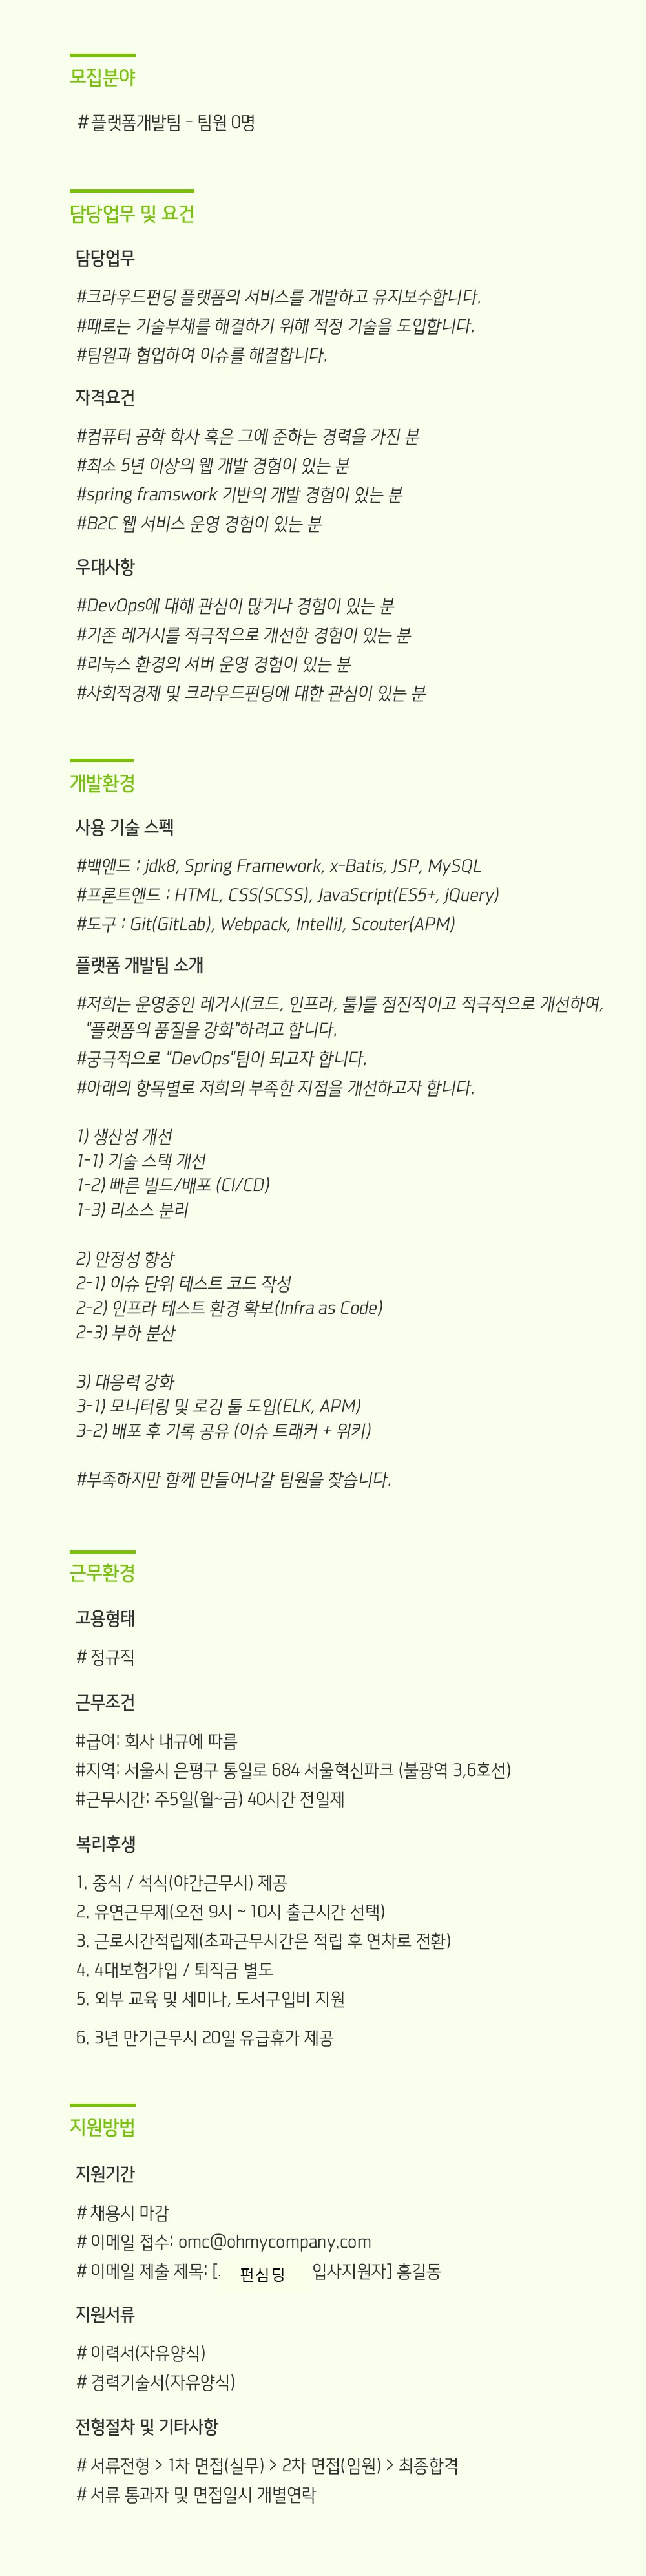 모집분야
# 플랫폼개발팀 - 팀원 0명
담당업무 및 요건
담당업무
#크라우드펀딩 플랫폼의 서비스를 개발하고 유지보수합니다.
#때로는 기술부채를 해결하기 위해 적정 기술을 도입합니다.
#팀원과 협업하여 이슈를 해결합니다.
자격요건
#컴퓨터 공학 학사 혹은 그에 준하는 경력을 가진 분
#최소 5년 이상의 웹 개발 경험이 있는 분
#spring framswork 기반의 개발 경험이 있는 분
#B2C 웹 서비스 운영 경험이 있는 분
우대사항
#DevOps에 대해 관심이 많거나 경험이 있는 분
#기존 레거시를 적극적으로 개선한 경험이 있는 분
#리눅스 환경의 서버 운영 경험이 있는 분
#사회적경제 및 크라우드펀딩에 대한 관심이 있는 분
개발환경
사용 기술 스펙
#백엔드 : jdk8, Spring Framework, x-Batis, JSP, MySQL
#프론트엔드 : HTML, CSS(SCSS), JavaScript(ES5+, jQuery)
#도구 : Git(GitLab), Webpack, IntelliJ, Scouter(APM)
플랫폼 개발팀 소개
#저희는 운영중인 레거시(코드, 인프라, 툴)를 점진적이고 적극적으로 개선하여,
"플랫폼의 품질을 강화"하려고 합니다.
#궁극적으로 "DevOps"팀이 되고자 합니다.
#아래의 항목별로 저희의 부족한 지점을 개선하고자 합니다.
1) 생산성 개선
1-1) 기술 스택 개선
1-2) 빠른 빌드/배포 (CI/CD)
1-3) 리소스 분리
2) 안정성 향상
2-1) 이슈 단위 테스트 코드 작성
2-2) 인프라 테스트 환경 확보(Infra as Code)
2-3) 부하 분산
3) 대응력 강화
3-1) 모니터링 및 로깅 툴 도입(ELK, APM)
3-2) 배포 후 기록 공유 (이슈 트래커 + 위키)
#부족하지만 함께 만들어나갈 팀원을 찾습니다.
근무환경
고용형태
# 정규직
근무조건
#급여: 회사 내규에 따름
#지역: 서울시 은평구 통일로 684 서울혁신파크 (불광역 3,6호선)
#근무시간: 주5일(월~금) 40시간 전일제
복리후생
1. 중식 / 석식(야간근무시) 제공
2. 유연근무제(오전 9시 ~ 10시 출근시간 선택)
3. 근로시간적립제(초과근무시간은 적립 후 연차로 전환)
4. 4대보험가입 / 퇴직금 별도
5. 외부 교육 및 세미나, 도서구입비 지원
6. 3년 만기근무시 20일 유급휴가 제공
지원방법
지원기간
# 채용시 마감
# 이메일 접수: omc@ohmycompany.com
# 이메일 제출 제목: [. 펀심딩 입사지원자] 홍길동
지원서류
# 이력서(자유양식)
# 경력기술서(자유양식)
전형절차 및 기타사항
# 서류전형 > 1차 면접(실무) > 2차 면접(임원) > 최종합격
# 서류 통과자 및 면접일시 개별연락